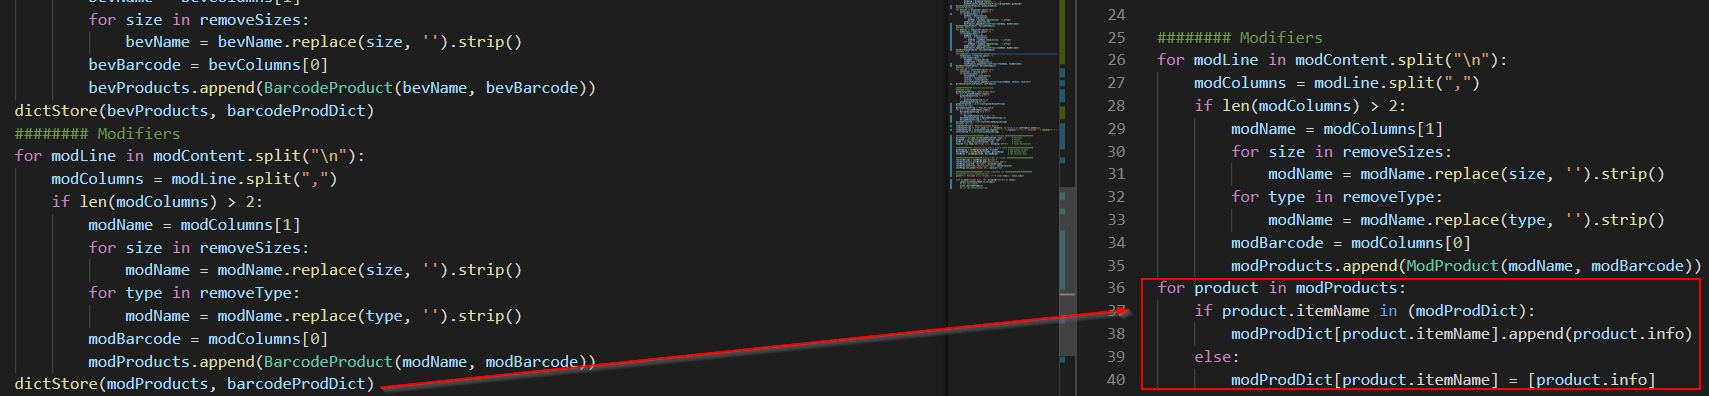 bevName = bevColumns[1]
for size in removeSizes:
bevName = bevName.replace(size, '').strip()
bevBarcode = bevColumns[0]
bevProducts.append(BarcodeProduct(bevName, bevBarcode))
dictStore(bevProducts, barcodeProdDict)
######## Modifiers
for modLine in modContent.split("\n"):
modColumns = modLine.split(",")
if len(modColumns) > 2:
modName = modColumns[1]
for size in removeSizes:
modName = modName.replace(size, '').strip()
for type in removeType:
modName = modName.replace(type, '').strip()
modBarcode = modColumns[0]
modProducts.append(BarcodeProduct(modName, modBarcode))
dictStore(modProducts, barcodeProdDict)
24
25 ######## Modifiers
26 for modLine in modContent.split("\n"):
27 modColumns = modLine.split(",")
28 if len(modColumns) > 2:
29 modName = modColumns[1]
30 for size in removeSizes:
31 modName = modName.replace(size, '').strip()
32 for type in removeType:
33 modName = modName.replace(type, '').strip()
34 modBarcode = modColumns[0]
35 modProducts.append(ModProduct(modName, modBarcode))
36 for product in modProducts:
37 if product.itemName in (modProdDict):
38 modProdDict[product.itemName].append(product.info)
39 else:
40 modProdDict[product.itemName] = [product.info]